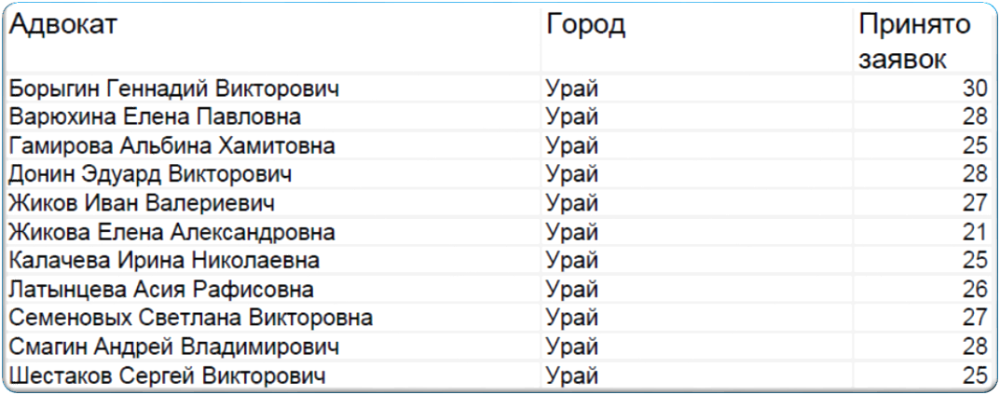 Адвокат Город Принято
заявок
Борыгин Геннадий Викторович Урай 30
Варюхина Елена Павловна Урай 28
Гамирова Альбина Хамитовна Урай 25
Донин Эдуард Викторович Урай 28
Жиков Иван Валериевич Урай 27
Жикова Елена Александровна Урай 21
Калачева Ирина Николаевна Урай 25
Латынцева Асия Рафисовна Урай 26
Семеновых Светлана Викторовна Урай 27
Смагин Андрей Владимирович Урай 28
Шестаков Сергей Викторович Урай 25